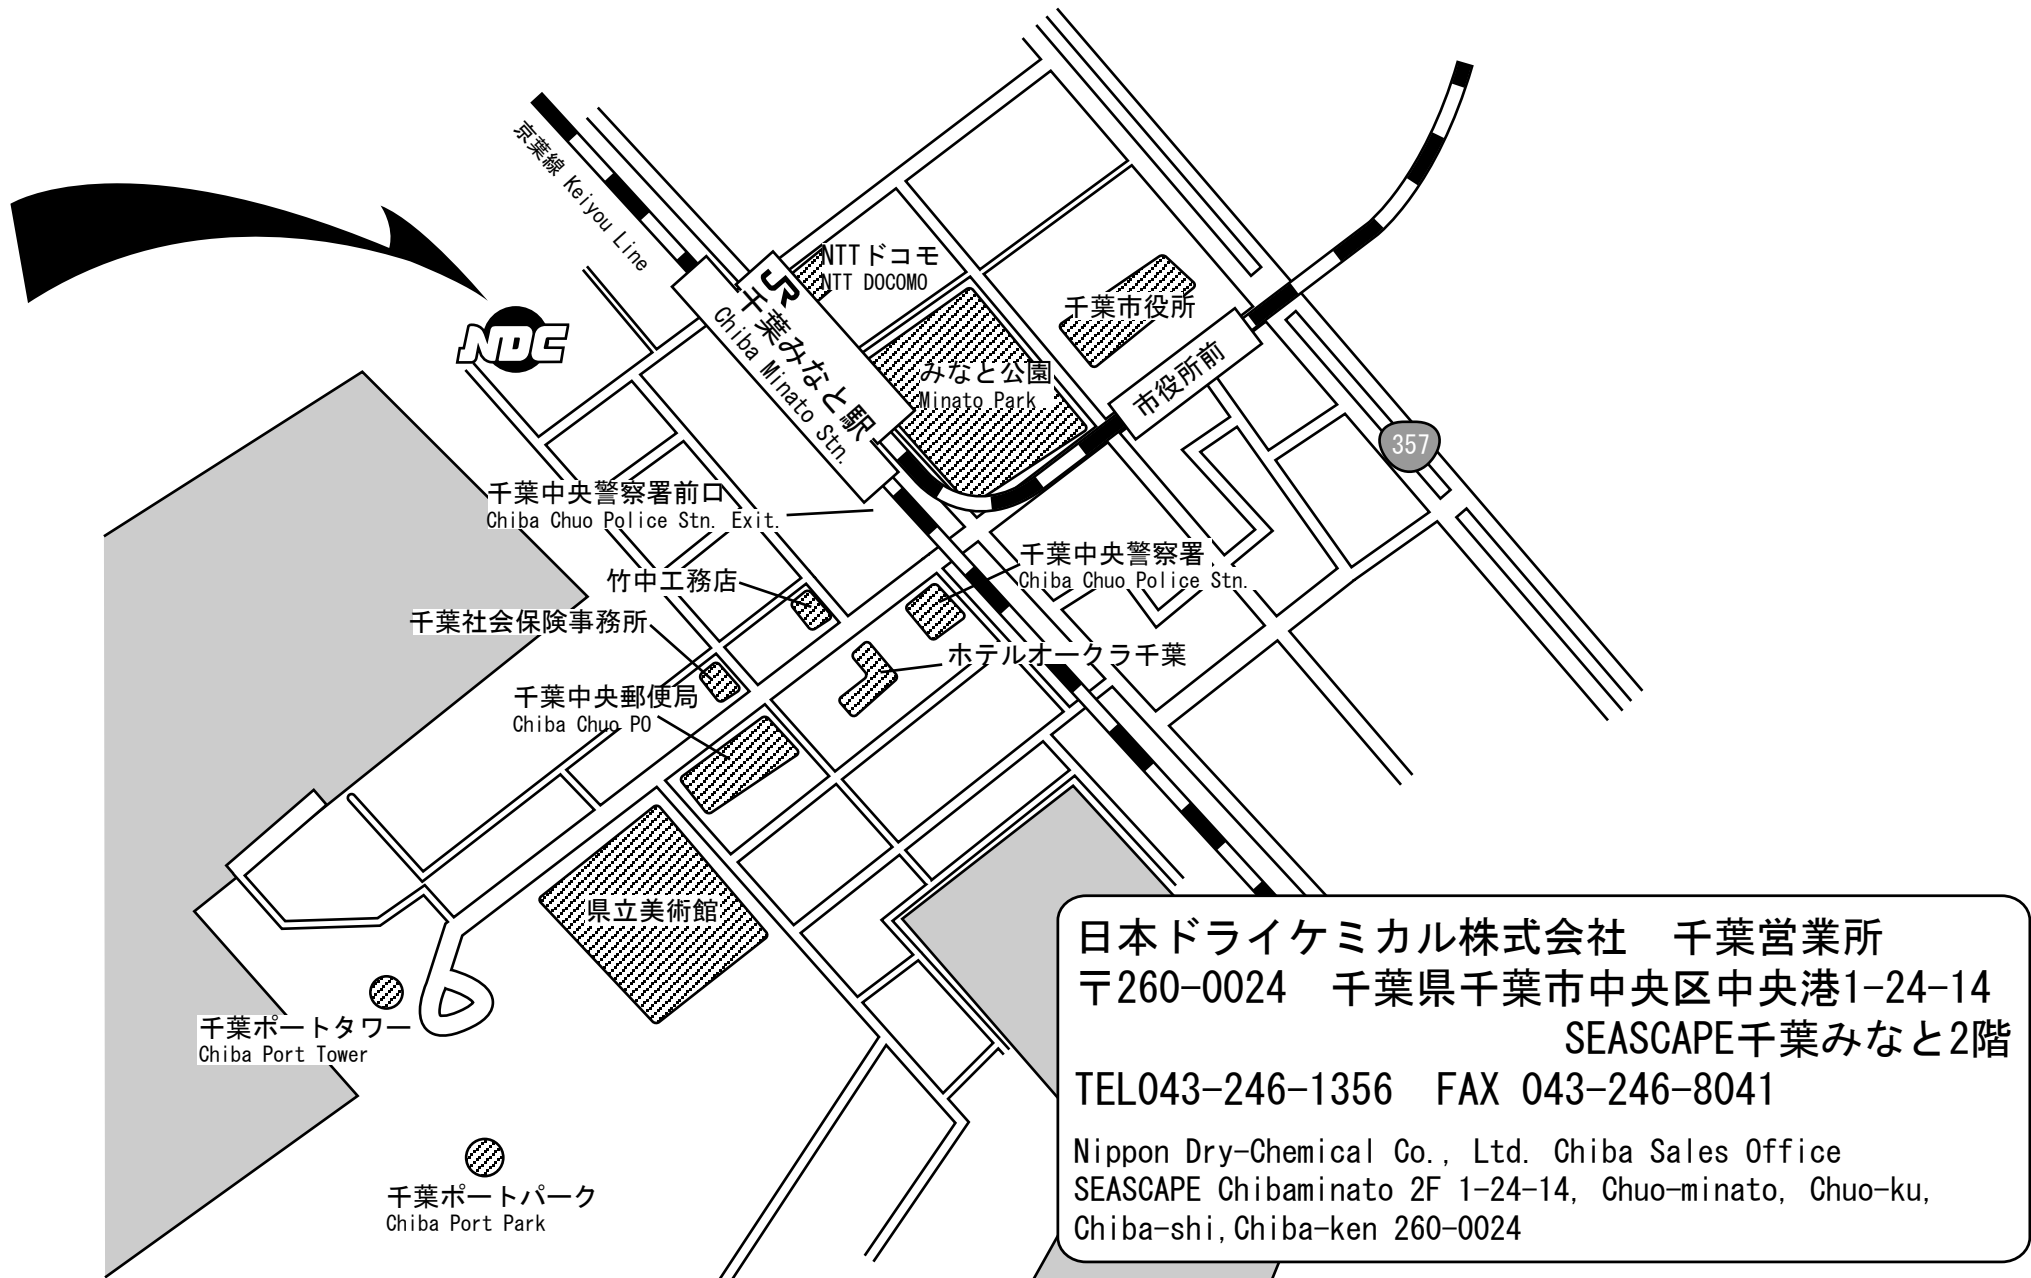 京葉線 Keiyou Line
NTTドコモ
NTT DOCOMO
JR
千葉みなと駅
Chiba Minato Stn.
千葉市役所
NDC
みなと公園
Minato Park
市役所前
357
千葉中央警察署前口
Chiba Chuo Police Stn. Exit.
千葉中央警察署
Chiba Chuo Police Stn.
竹中工務店
千葉社会保険事務所
ホテルオークラ千葉
千葉中央郵便局
Chiba Chuo PO
県立美術館
千葉ポートタワー
Chiba Port Tower
千葉ポートパーク
Chiba Port Park
日本ドライケミカル株式会社　千葉営業所
〒260-0024　千葉県千葉市中央区中央港1-24-14
SEASCAPE千葉みなと2階
TEL043-246-1356　FAX 043-246-8041
Nippon Dry-Chemical Co., Ltd. Chiba Sales Office
SEASCAPE Chibaminato 2F 1-24-14, Chuo-minato, Chuo-ku,
Chiba-shi,Chiba-ken 260-0024